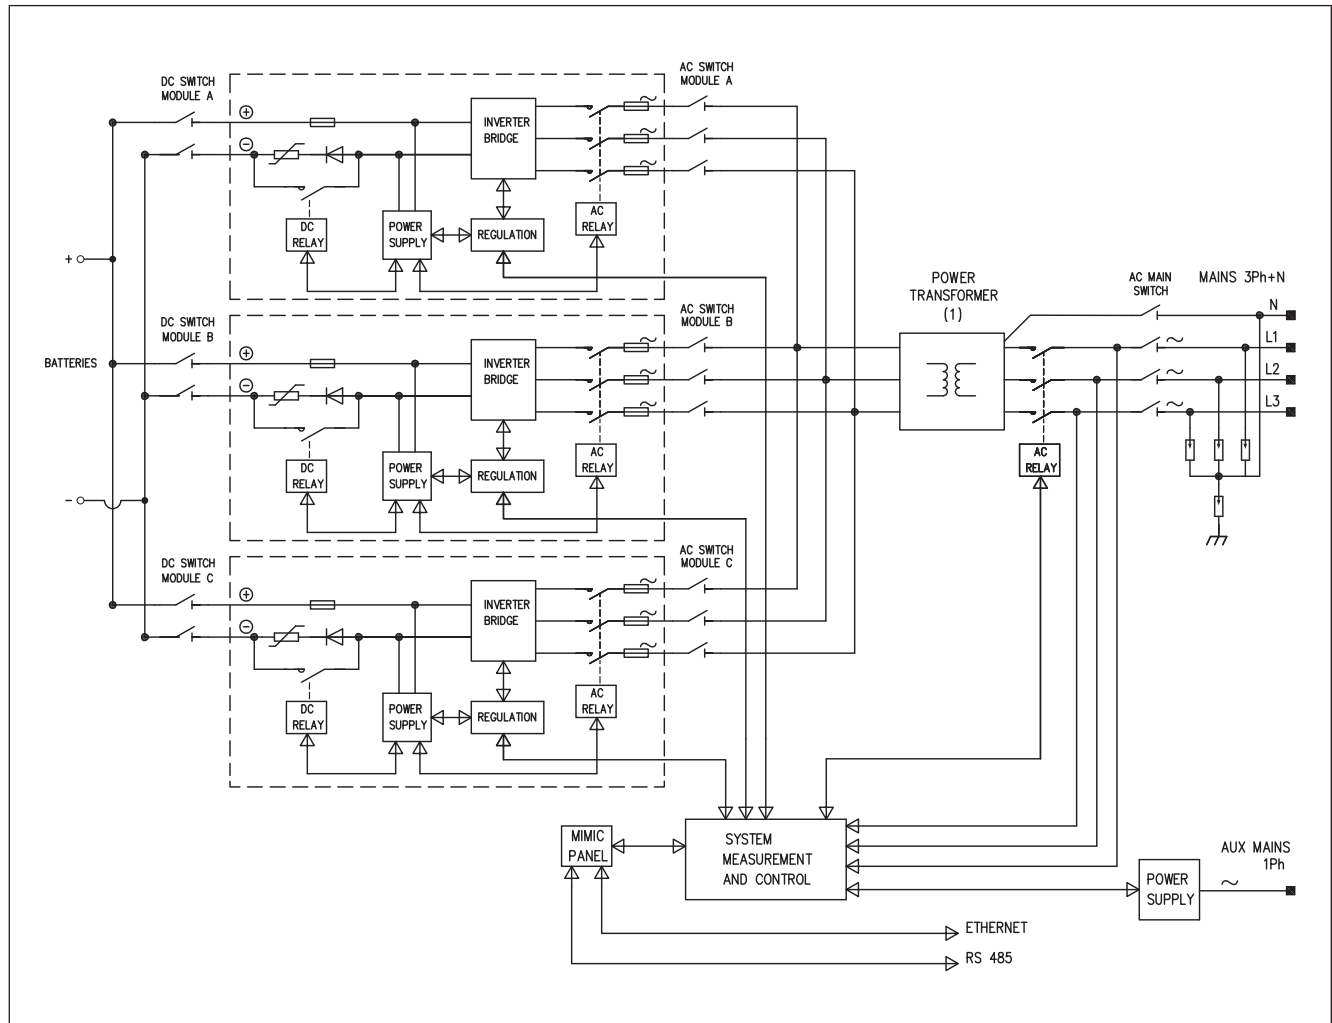 DC SWITCH
MODULE A
AC SWITCH
MODULE A
+
−
INVERTER
BRIDGE
DC
RELAY
POWER
SUPPLY
REGULATION
AC
RELAY
+
DC SWITCH
MODULE B
AC SWITCH
MODULE B
BATTERIES
+
−
INVERTER
BRIDGE
DC
RELAY
POWER
SUPPLY
REGULATION
AC
RELAY
−
POWER
TRANSFORMER
(1)
AC MAIN
SWITCH
MAINS 3Ph+N
N
L1
L2
L3
AC
RELAY
DC SWITCH
MODULE C
AC SWITCH
MODULE C
+
−
INVERTER
BRIDGE
DC
RELAY
POWER
SUPPLY
REGULATION
AC
RELAY
MIMIC
PANEL
SYSTEM
MEASUREMENT
AND CONTROL
POWER
SUPPLY
AUX MAINS
1Ph
ETHERNET
RS 485